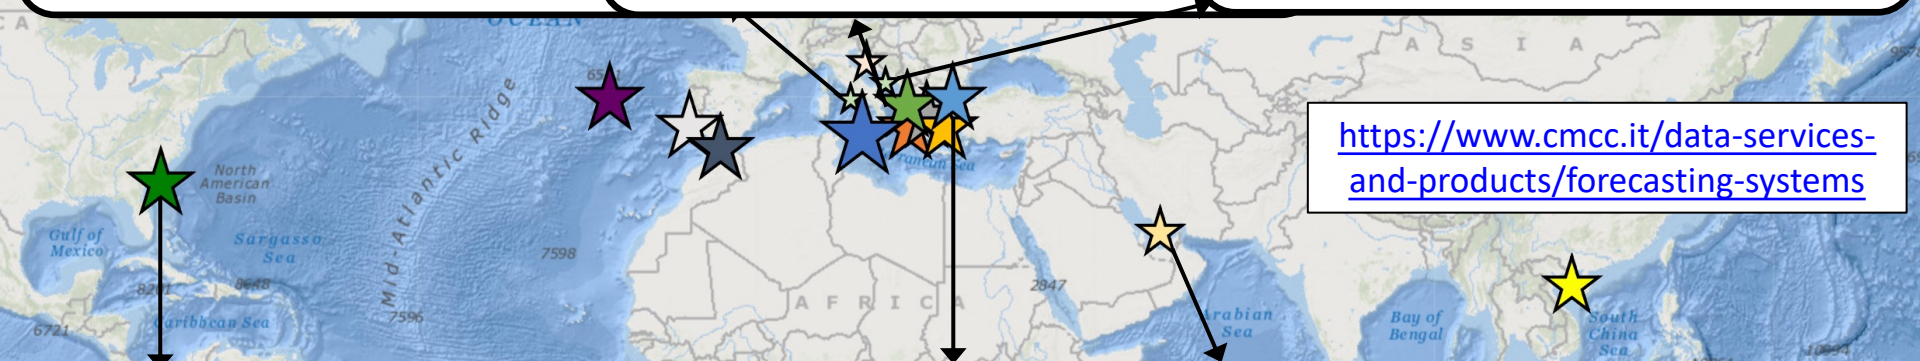 OCEAN
C A
A S I A
Mid-Atlantic Ridge
https://www.cmcc.it/data-services-
and-products/forecasting-systems
North
American
Basin
Gulf of
Mexico
Sargasso
Sea
7598
2847
8648
7596
6721
Caribbean Sea
A F R I C A
Arabian
Sea
Bay of
Bengal
South
China
Sea